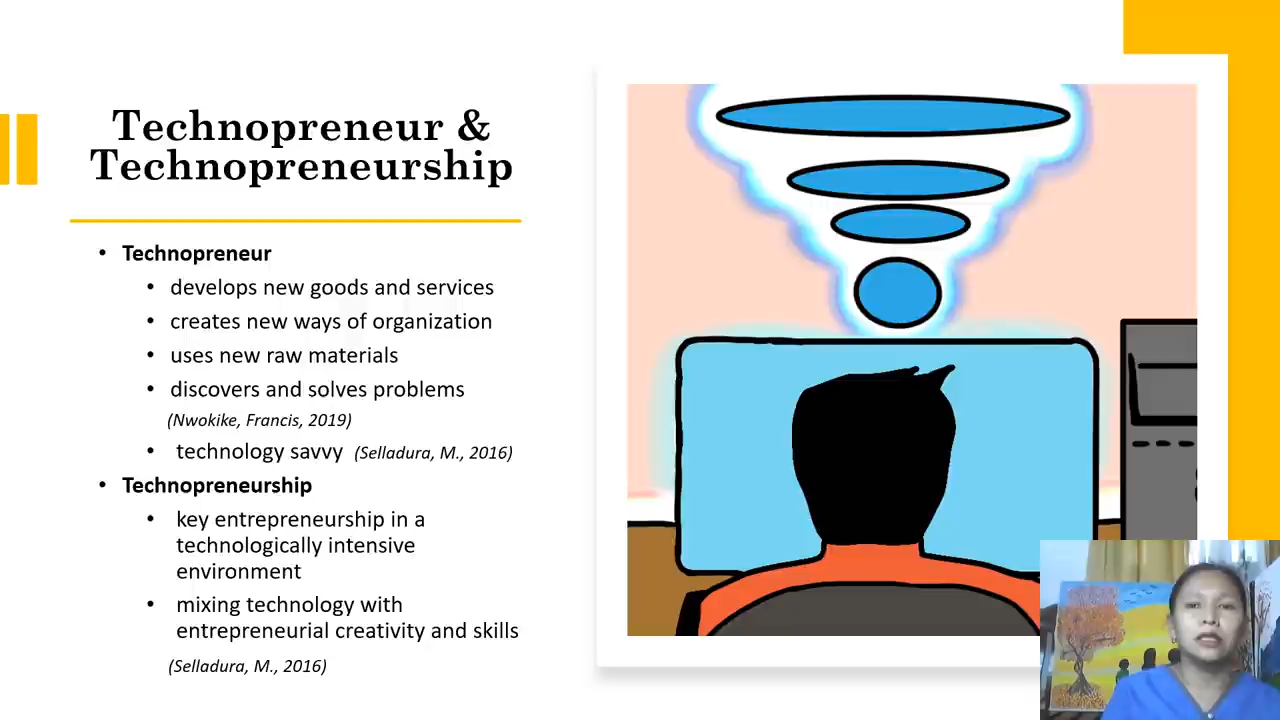 Technopreneur &
Technopreneurship
• Technopreneur
• develops new goods and services
• creates new ways of organization
• uses new raw materials
• discovers and solves problems
(Nwokike, Francis, 2019)
• technology savvy (Selladura, M., 2016)
• Technopreneurship
• key entrepreneurship in a
technologically intensive
environment
• mixing technology with
entrepreneurial creativity and skills
(Selladura, M., 2016)